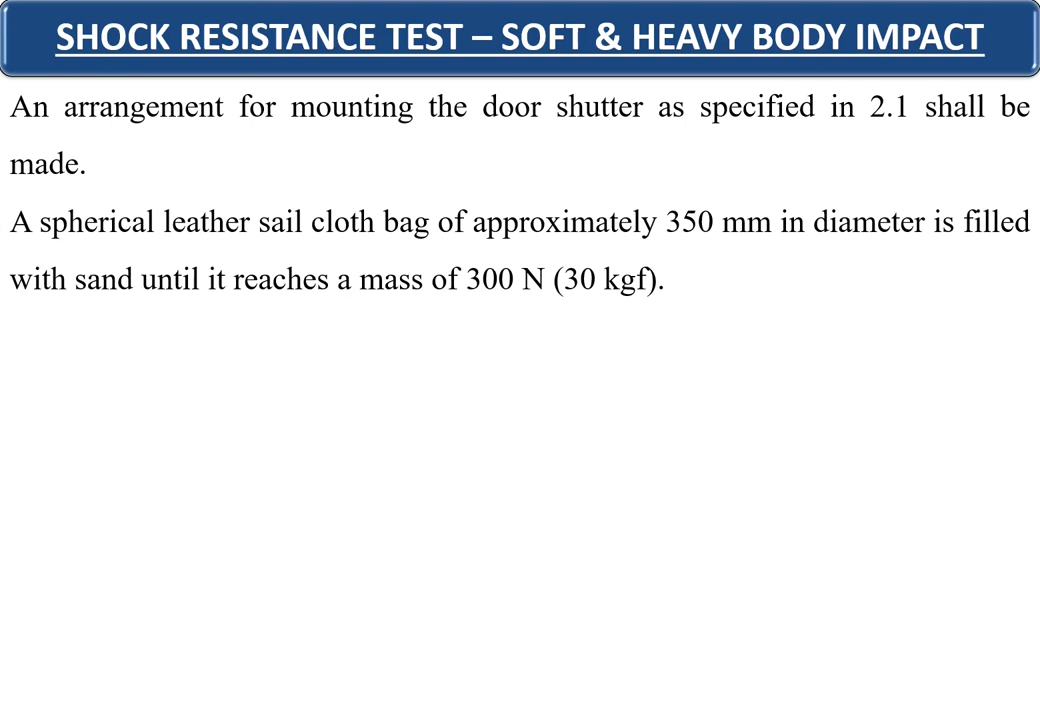 SHOCK RESISTANCE TEST – SOFT & HEAVY BODY IMPACT
An arrangement for mounting the door shutter as specified in 2.1 shall be
made.
A spherical leather sail cloth bag of approximately 350 mm in diameter is filled
with sand until it reaches a mass of 300 N (30 kgf).